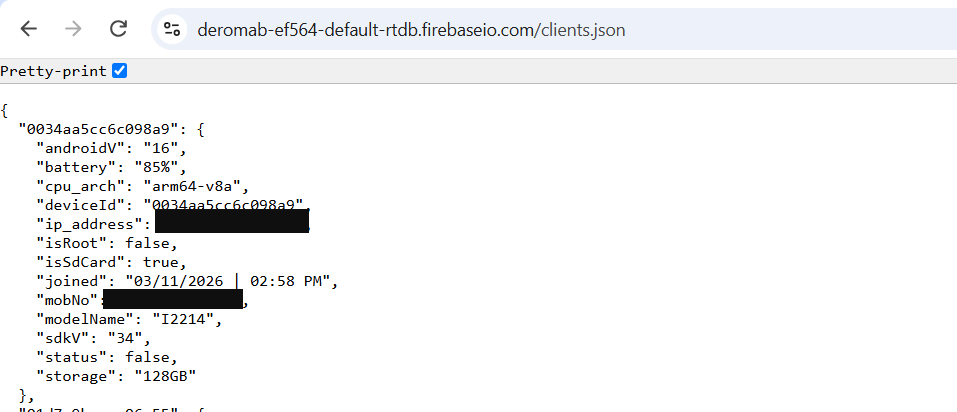 deromab-ef564-default-rtdb.firebaseio.com/clients.json
Pretty-print
{
"0034aa5cc6c098a9": {
"androidV": "16",
"battery": "85%",
"cpu_arch": "arm64-v8a",
"deviceId": "0034aa5cc6c098a9",
"ip_address":
"isRoot": false,
"isSdCard": true,
"joined": "03/11/2026 | 02:58 PM",
"mobNo": ,
"modelName": "I2214",
"sdkV": "34",
"status": false,
"storage": "128GB"
},